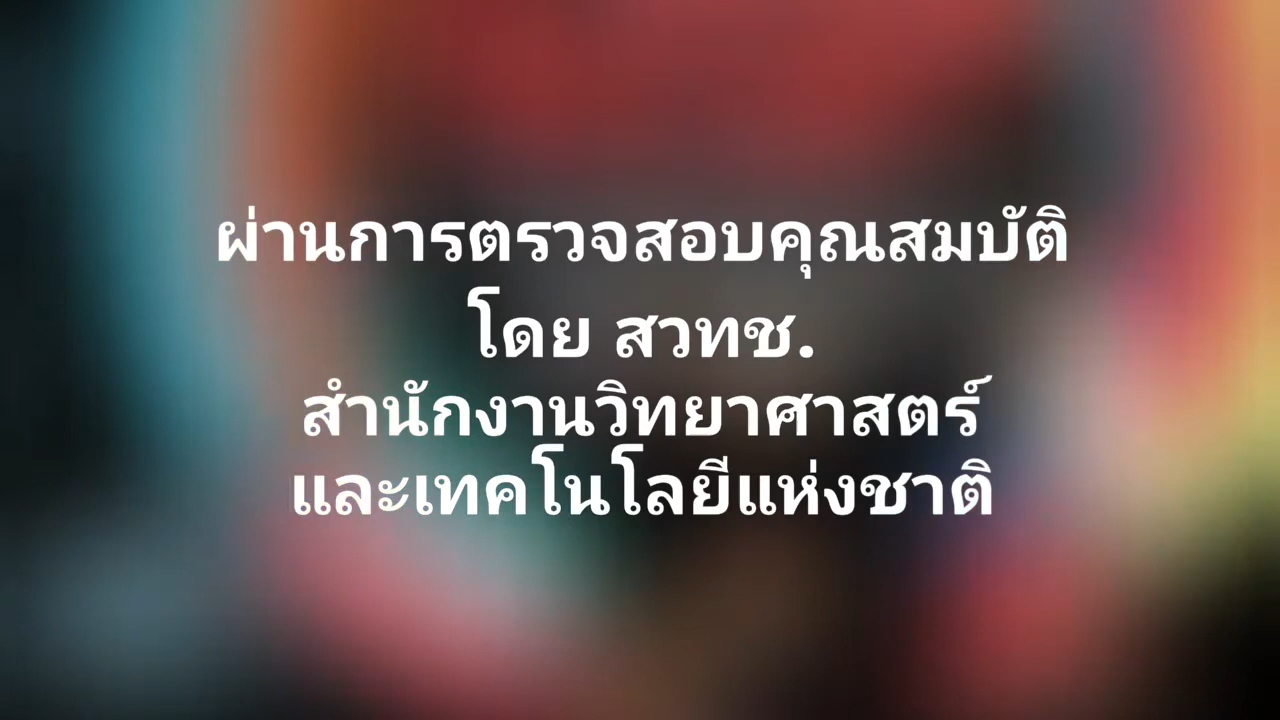 ผ่านการตรวจสอบคุณสมบัติ
โดย สวทช.
สำนักงานวิทยาศาสตร์
และเทคโนโลยีแห่งชาติ